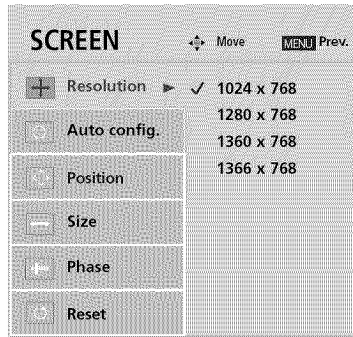 SCREEN Move MENU Prev.
Resolution ✓ 1024 x 768
1280 x 768
1360 x 768
1366 x 768
Auto config.
Position
Size
Phase
Reset